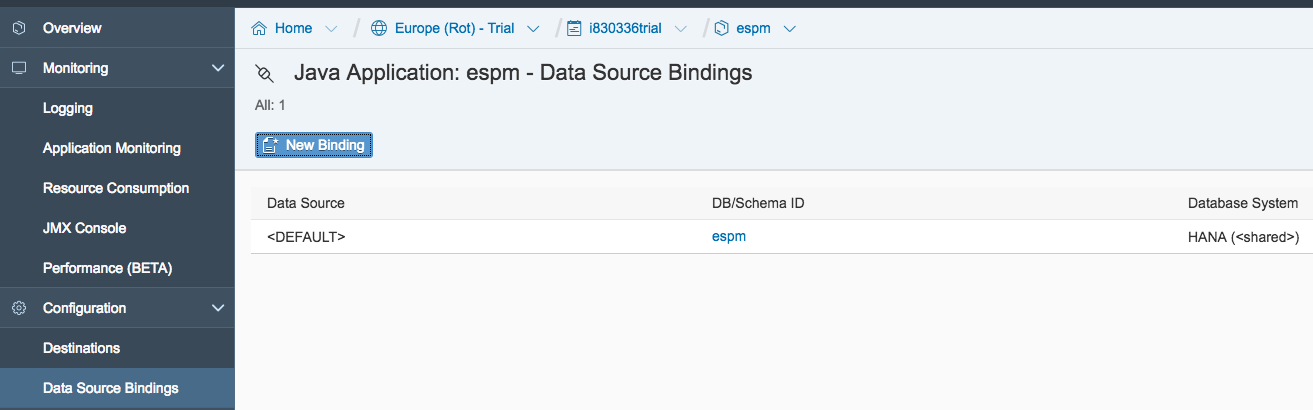 Overview
Monitoring
Logging
Application Monitoring
Resource Consumption
JMX Console
Performance (BETA)
Configuration
Destinations
Data Source Bindings
Home / Europe (Rot) - Trial / i830336trial / espm
Java Application: espm - Data Source Bindings
All: 1
New Binding
Data Source DB/Schema ID Database System
<DEFAULT> espm HANA (<shared>)